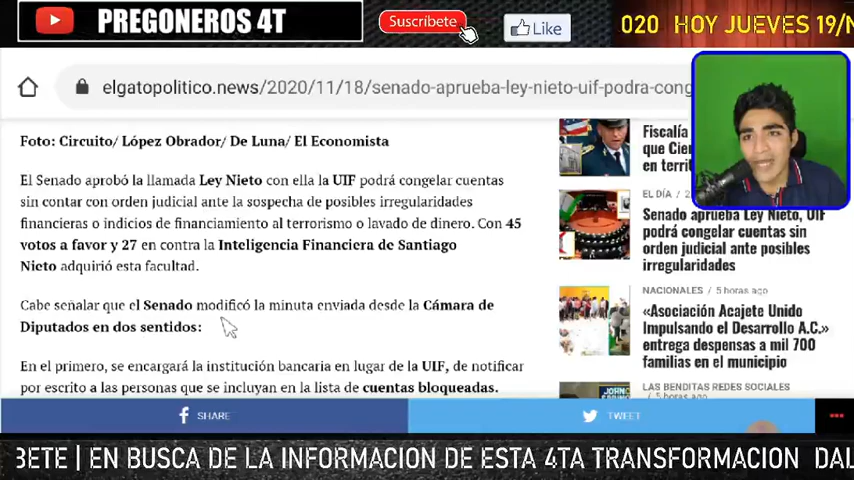 PREGONEROS 4T
Suscríbete
Like
020 HOY JUEVES 19/N
elgatopolitico.news/2020/11/18/senado-aprueba-ley-nieto-uif-podra-cong
Foto: Circuito/ López Obrador/ De Luna/ El Economista
El Senado aprobó la llamada Ley Nieto con ella la UIF podrá congelar cuentas
sin contar con orden judicial ante la sospecha de posibles irregularidades
financieras o indicios de financiamiento al terrorismo o lavado de dinero. Con 45
votos a favor y 27 en contra la Inteligencia Financiera de Santiago
Nieto adquirió esta facultad.
Cabe señalar que el Senado modificó la minuta enviada desde la Cámara de
Diputados en dos sentidos:
En el primero, se encargará la institución bancaria en lugar de la UIF, de notificar
por escrito a las personas que se incluyan en la lista de cuentas bloqueadas.
Fiscalía
que Cien
en territ
EL DÍA
Senado aprueba Ley Nieto, UIF
podrá congelar cuentas sin
orden judicial ante posibles
irregularidades
NACIONALES / 5 hours ago
«Asociación Acajete Unido
Impulsando el Desarrollo A.C.»
entrega despensas a mil 700
familias en el municipio
LAS BENDITAS REDES SOCIALES
/ 5 hours ago
SHARE
TWEET
BETE | EN BUSCA DE LA INFORMACION DE ESTA 4TA TRANSFORMACION DAL